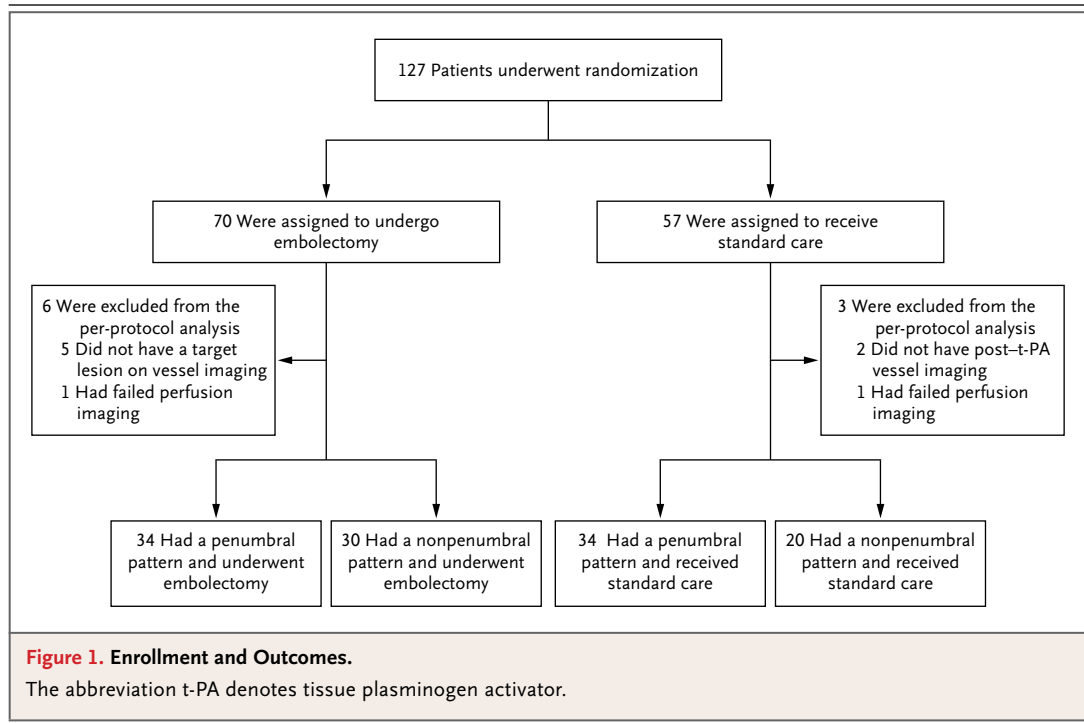 127 Patients underwent randomization
70 Were assigned to undergo
embolectomy
57 Were assigned to receive
standard care
6 Were excluded from the
per-protocol analysis
5 Did not have a target
lesion on vessel imaging
1 Had failed perfusion
imaging
3 Were excluded from the
per-protocol analysis
2 Did not have post–t-PA
vessel imaging
1 Had failed perfusion
imaging
34 Had a penumbral
pattern and underwent
embolectomy
30 Had a nonpenumbral
pattern and underwent
embolectomy
34 Had a penumbral
pattern and received
standard care
20 Had a nonpenumbral
pattern and received
standard care
Figure 1. Enrollment and Outcomes.
The abbreviation t-PA denotes tissue plasminogen activator.